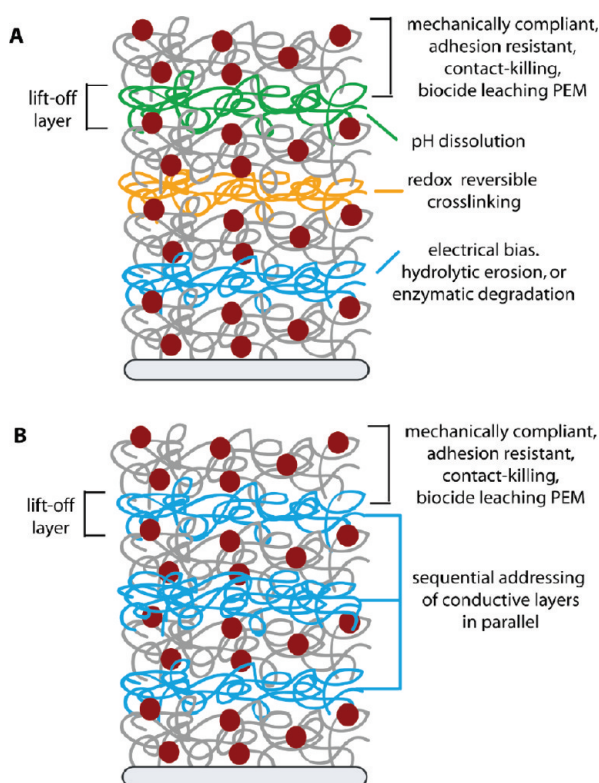 A
mechanically compliant,
adhesion resistant,
contact-killing,
biocide leaching PEM
lift-off
layer
pH dissolution
redox reversible
crosslinking
electrical bias.
hydrolytic erosion, or
enzymatic degradation
B
mechanically compliant,
adhesion resistant,
contact-killing,
biocide leaching PEM
lift-off
layer
sequential addressing
of conductive layers
in parallel